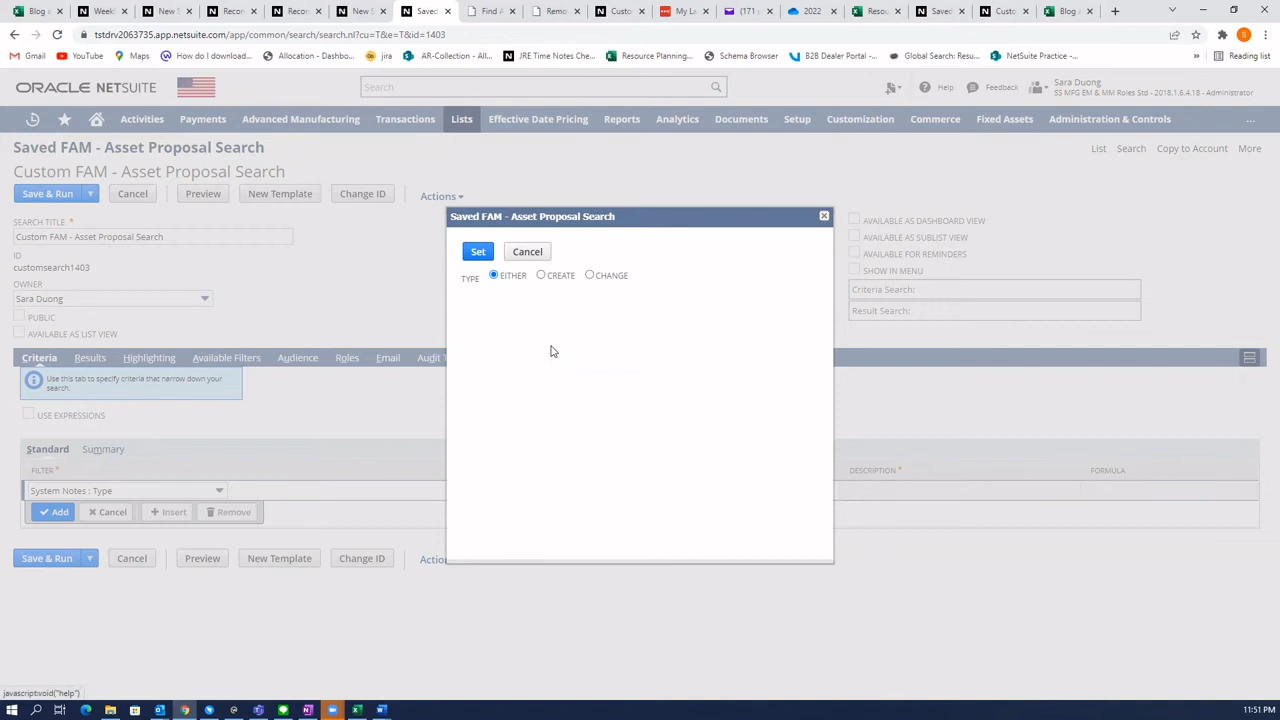 Blog a
Weekl
New S
Recon
Recon
New S
Saved
Find A
Remo
Custo
My La
(171 u
2022
Resou
Saved
Custo
Blog A
tstdrv2063735.app.netsuite.com/app/common/search/search.nl?cu=T&e=T&id=1403
Gmail
YouTube
Maps
How do I download...
Allocation - Dashbo...
jira
AR-Collection - All...
JRE Time Notes Che...
Resource Planning...
Schema Browser
B2B Dealer Portal -...
Global Search: Resu...
NetSuite Practice -...
Reading list
ORACLE NETSUITE
Search
Help
Feedback
Sara Duong
SS MFG EM & MM Roles Std - 2018.1.6.4.18 - Administrator
Activities
Payments
Advanced Manufacturing
Transactions
Lists
Effective Date Pricing
Reports
Analytics
Documents
Setup
Customization
Commerce
Fixed Assets
Administration & Controls
...
Saved FAM - Asset Proposal Search
List
Search
Copy to Account
More
Custom FAM - Asset Proposal Search
Save & Run
Cancel
Preview
New Template
Change ID
Actions
SEARCH TITLE *
Custom FAM - Asset Proposal Search
ID
customsearch1403
OWNER
Sara Duong
PUBLIC
AVAILABLE AS LIST VIEW
AVAILABLE AS DASHBOARD VIEW
AVAILABLE AS SUBLIST VIEW
AVAILABLE FOR REMINDERS
SHOW IN MENU
Criteria Search:
Result Search:
Saved FAM - Asset Proposal Search
Set
Cancel
TYPE
EITHER
CREATE
CHANGE
Criteria
Results
Highlighting
Available Filters
Audience
Roles
Email
Audit T
Use this tab to specify criteria that narrow down your
search.
USE EXPRESSIONS
Standard
Summary
FILTER *
DESCRIPTION *
FORMULA
System Notes : Type
Add
Cancel
Insert
Remove
Save & Run
Cancel
Preview
New Template
Change ID
Action
javascript:void("help")
11:51 PM